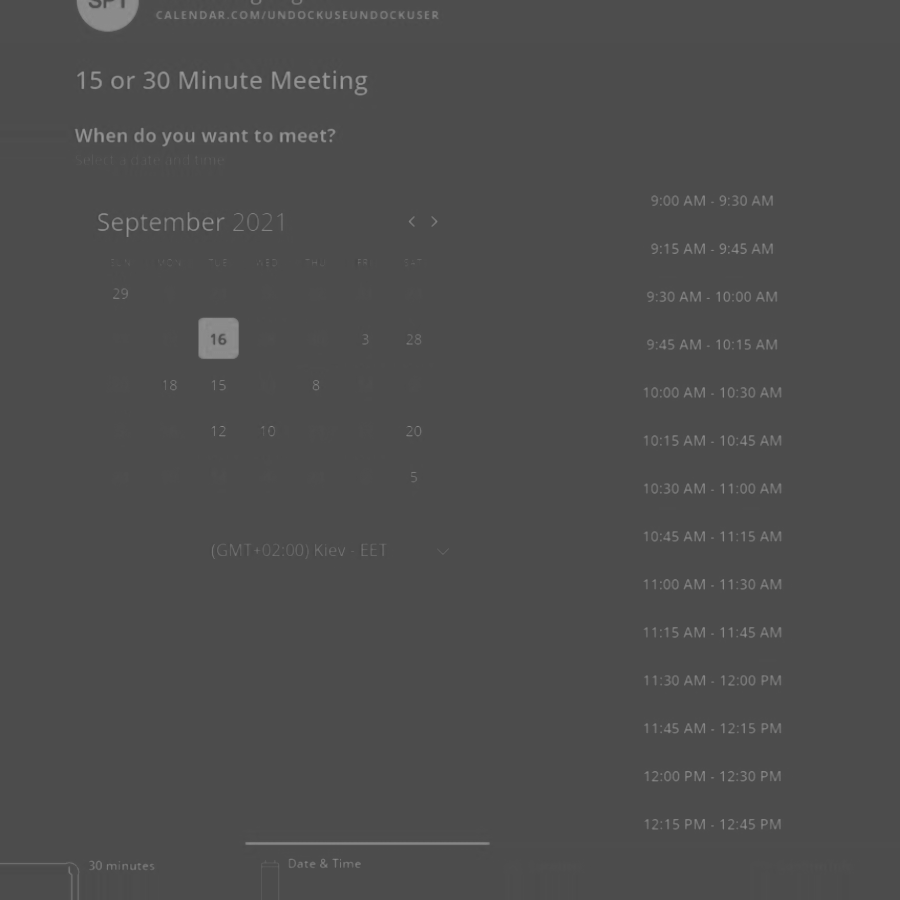 SPT
CALENDAR.COM/UNDOCKUSEUNDOCKUSER
15 or 30 Minute Meeting
When do you want to meet?
Select a date and time
September 2021
SUN MON TUE WED THU FRI SAT
29
16 3 28
18 15 8
12 10 20
5
(GMT+02:00) Kiev - EET
9:00 AM - 9:30 AM
9:15 AM - 9:45 AM
9:30 AM - 10:00 AM
9:45 AM - 10:15 AM
10:00 AM - 10:30 AM
10:15 AM - 10:45 AM
10:30 AM - 11:00 AM
10:45 AM - 11:15 AM
11:00 AM - 11:30 AM
11:15 AM - 11:45 AM
11:30 AM - 12:00 PM
11:45 AM - 12:15 PM
12:00 PM - 12:30 PM
12:15 PM - 12:45 PM
30 minutes
Date & Time